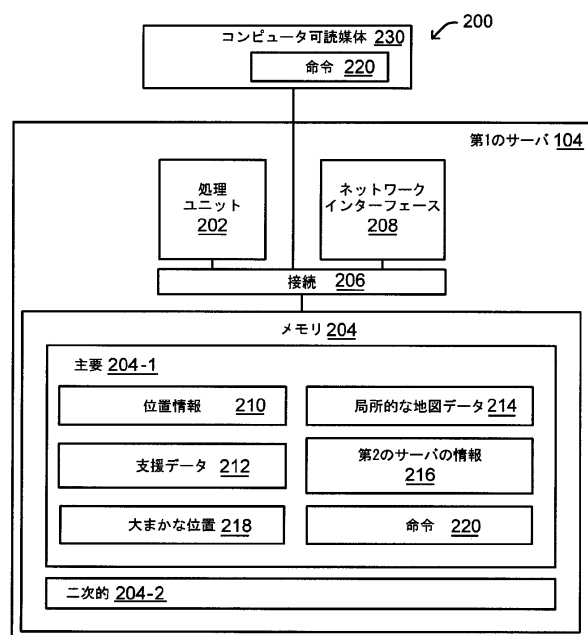 200
コンピュータ可読媒体 230
命令 220
第1のサーバ 104
処理
ユニット
202
ネットワーク
インターフェース
208
接続 206
メモリ 204
主要 204-1
位置情報 210
局所的な地図データ 214
支援データ 212
第2のサーバの情報
216
大まかな位置 218
命令 220
二次的 204-2